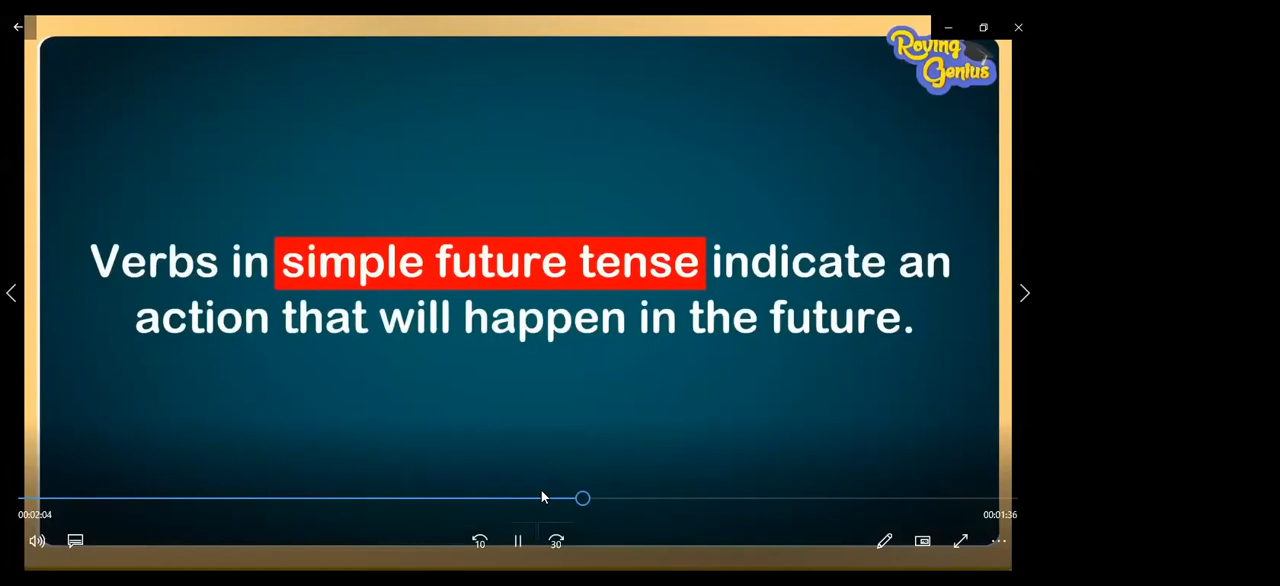 Roving
Genius
Verbs in simple future tense indicate an
action that will happen in the future.
00:02:04
00:01:36
10
30